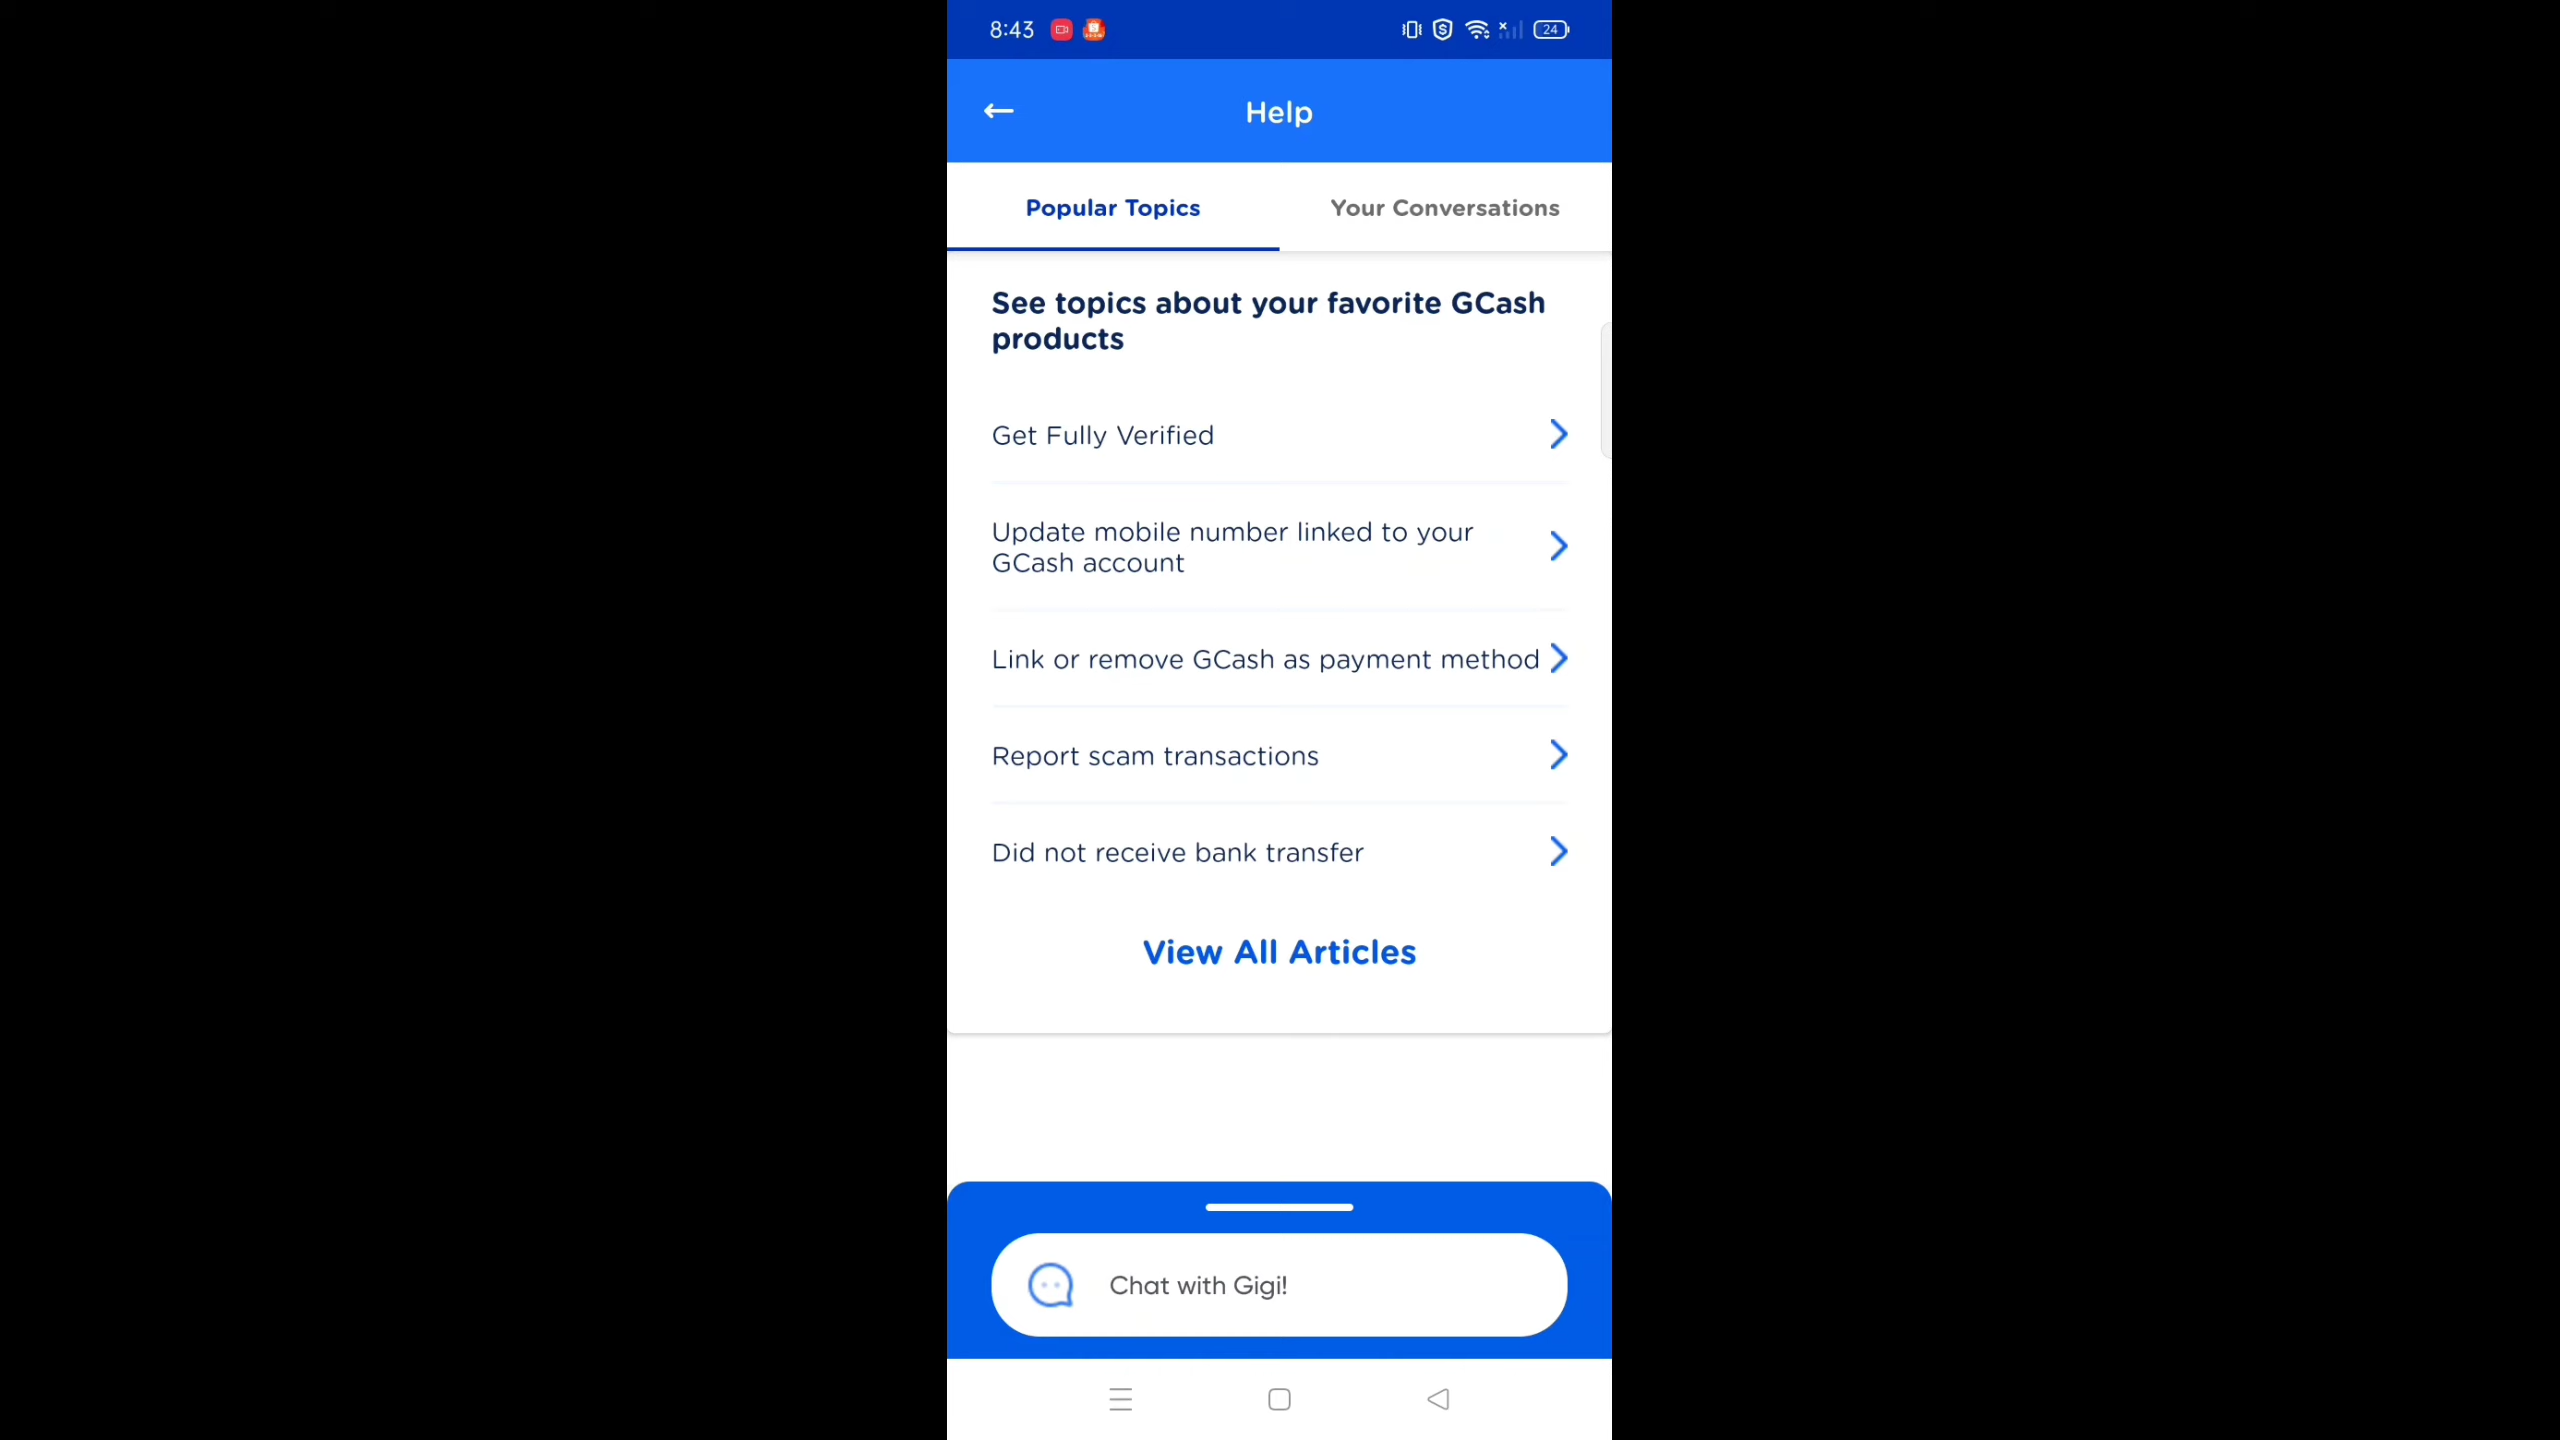 8:43
24
Help
Popular Topics
Your Conversations
See topics about your favorite GCash
products
Get Fully Verified
Update mobile number linked to your
GCash account
Link or remove GCash as payment method
Report scam transactions
Did not receive bank transfer
View All Articles
Chat with Gigi!